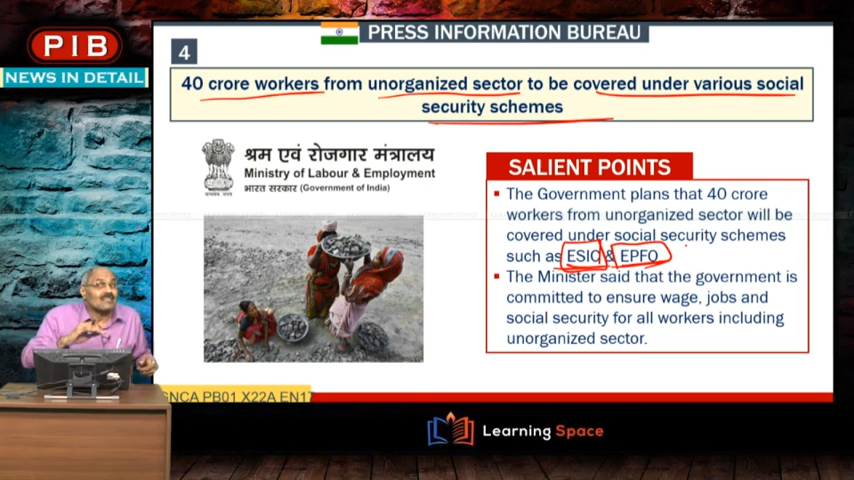 PIB
NEWS IN DETAIL
PRESS INFORMATION BUREAU
4
40 crore workers from unorganized sector to be covered under various social
security schemes
श्रम एवं रोजगार मंत्रालय
Ministry of Labour & Employment
भारत सरकार (Government of India)
SALIENT POINTS
▪ The Government plans that 40 crore
workers from unorganized sector will be
covered under social security schemes
such as ESIC & EPFO
▪ The Minister said that the government is
committed to ensure wage, jobs and
social security for all workers including
unorganized sector.
SNCA PB01 X22A EN17
Learning Space